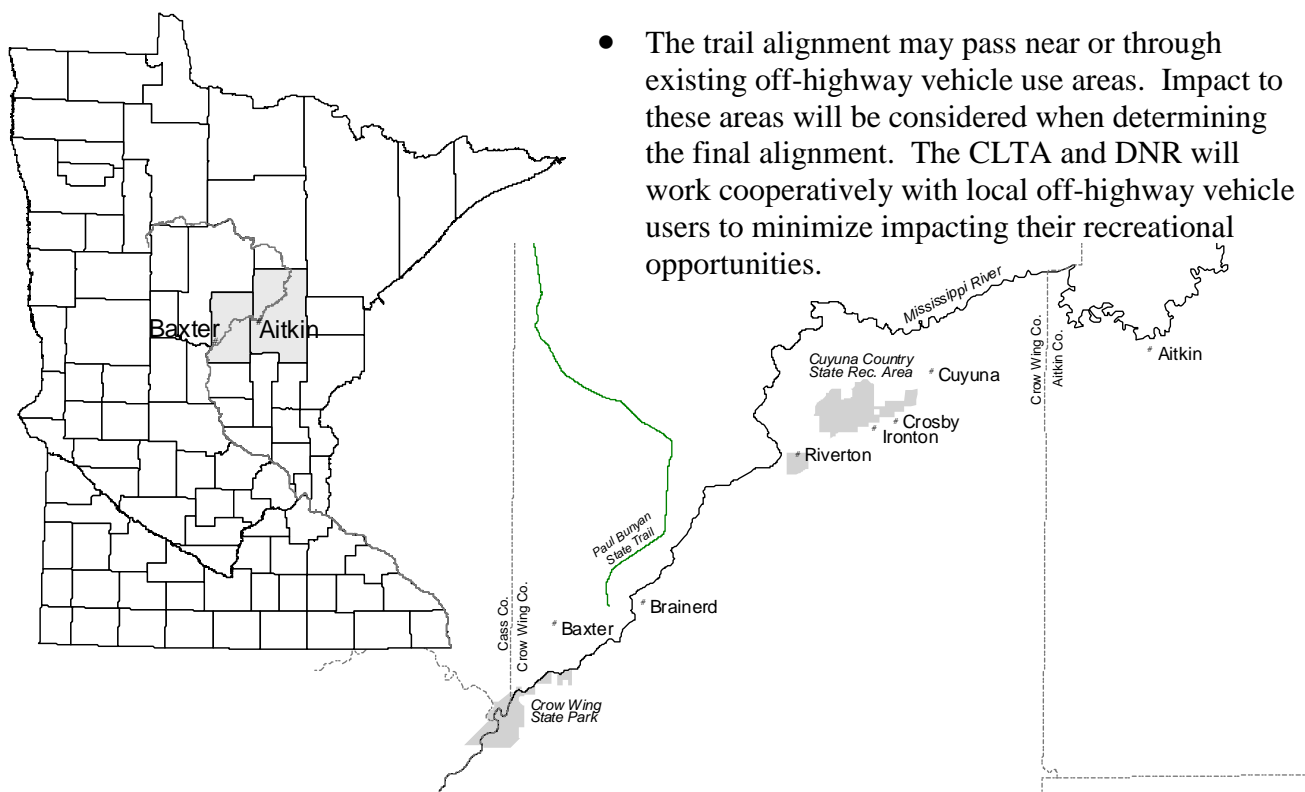 • The trail alignment may pass near or through
existing off-highway vehicle use areas. Impact to
these areas will be considered when determining
the final alignment. The CLTA and DNR will
work cooperatively with local off-highway vehicle
users to minimize impacting their recreational
opportunities.
Baxter
Aitkin
Mississippi River
Crow Wing Co.
Aitkin Co.
Aitkin
Cuyuna Country
State Rec. Area
Cuyuna
Crosby
Ironton
Riverton
Paul Bunyan
State Trail
Brainerd
Baxter
Cass Co.
Crow Wing Co.
Crow Wing
State Park